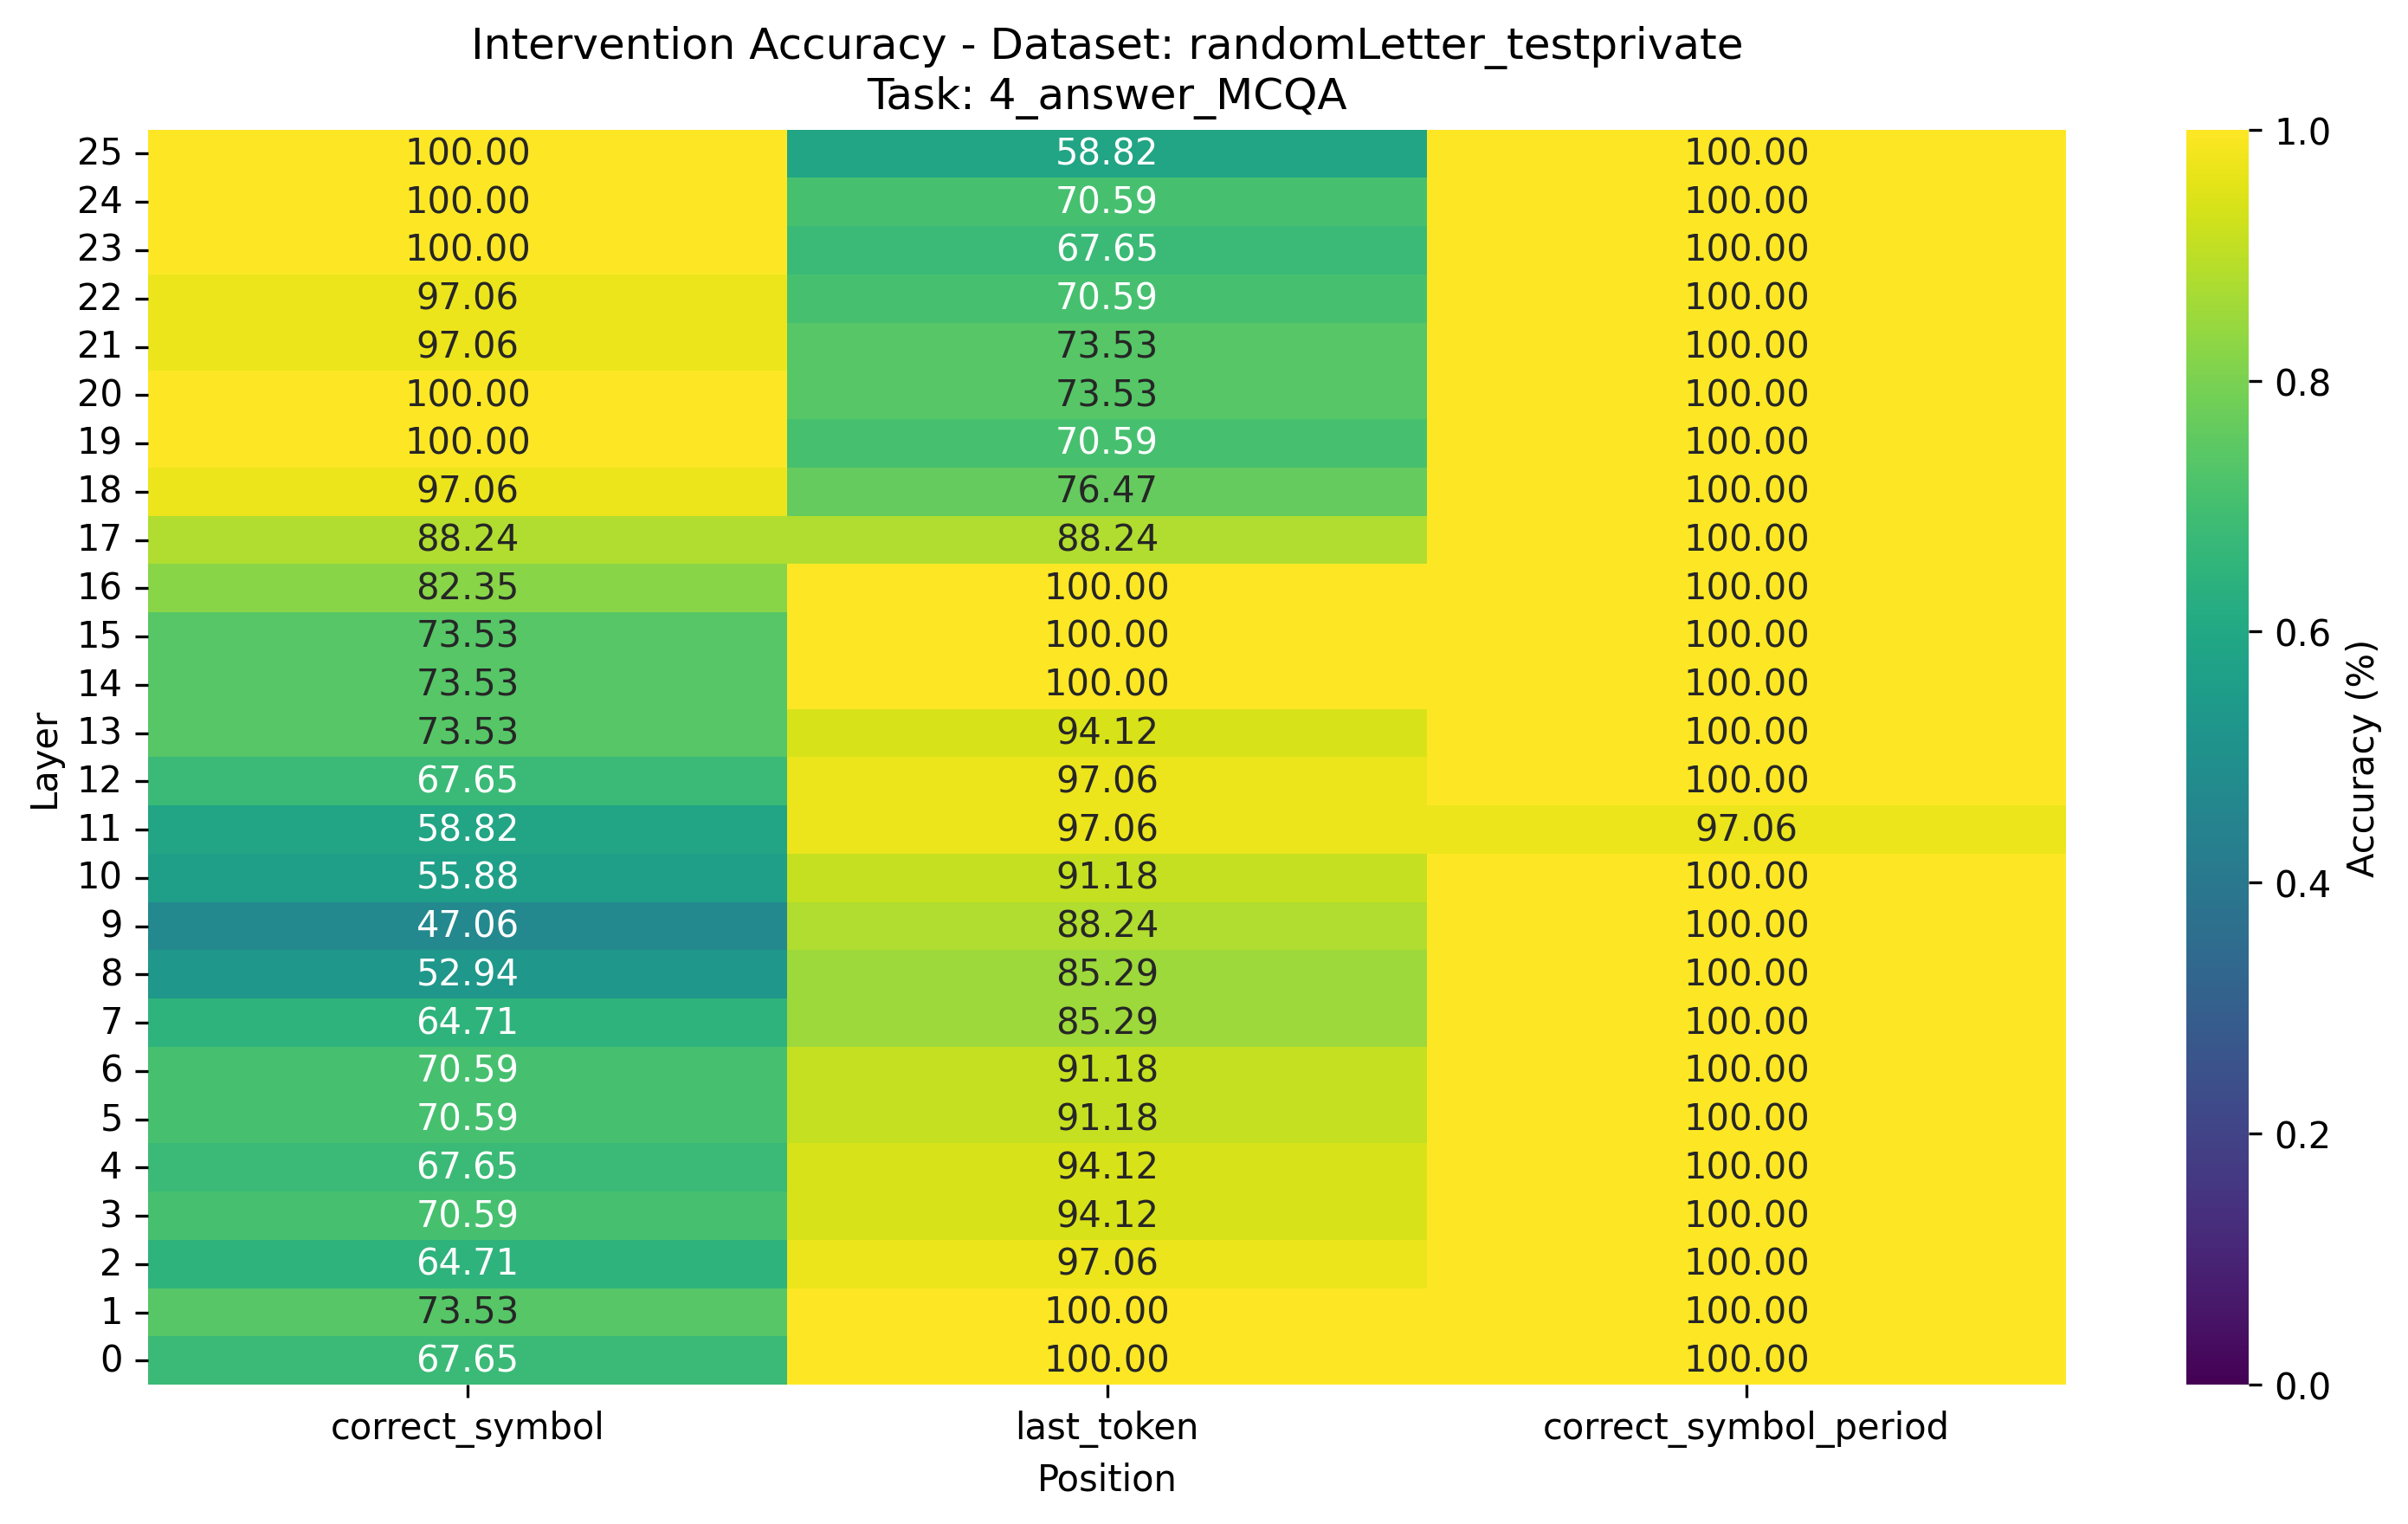 Intervention Accuracy - Dataset: randomLetter_testprivate
Task: 4_answer_MCQA
25 100.00 58.82 100.00
24 100.00 70.59 100.00
23 100.00 67.65 100.00
22 97.06 70.59 100.00
21 97.06 73.53 100.00
20 100.00 73.53 100.00
19 100.00 70.59 100.00
18 97.06 76.47 100.00
17 88.24 88.24 100.00
16 82.35 100.00 100.00
15 73.53 100.00 100.00
14 73.53 100.00 100.00
13 73.53 94.12 100.00
12 67.65 97.06 100.00
11 58.82 97.06 97.06
10 55.88 91.18 100.00
9 47.06 88.24 100.00
8 52.94 85.29 100.00
7 64.71 85.29 100.00
6 70.59 91.18 100.00
5 70.59 91.18 100.00
4 67.65 94.12 100.00
3 70.59 94.12 100.00
2 64.71 97.06 100.00
1 73.53 100.00 100.00
0 67.65 100.00 100.00
Layer
correct_symbol last_token correct_symbol_period
Position
1.0
0.8
0.6
0.4
0.2
0.0
Accuracy (%)